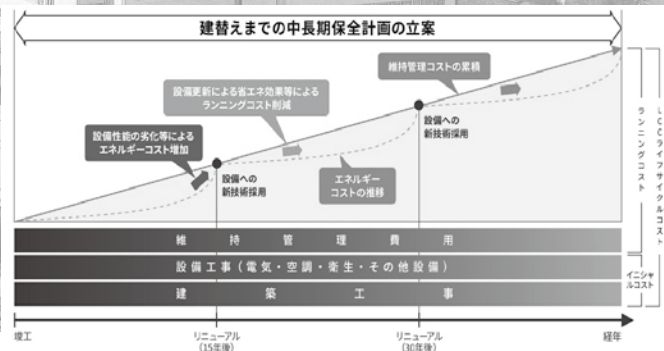 建替えまでの中長期保全計画の立案
維持管理コストの累積
設備更新による省エネ効果等による
ランニングコスト削減
設備性能の劣化等による
エネルギーコスト増加
設備への
新技術採用
設備への
新技術採用
エネルギー
コストの推移
維持管理費用
設備工事(電気・空調・衛生・その他設備)
建築工事
ランニングコスト
イニシャ
ルコスト
LCC(ライフサイクルコスト
竣工
リニューアル
(15年後)
リニューアル
(30年後)
経年